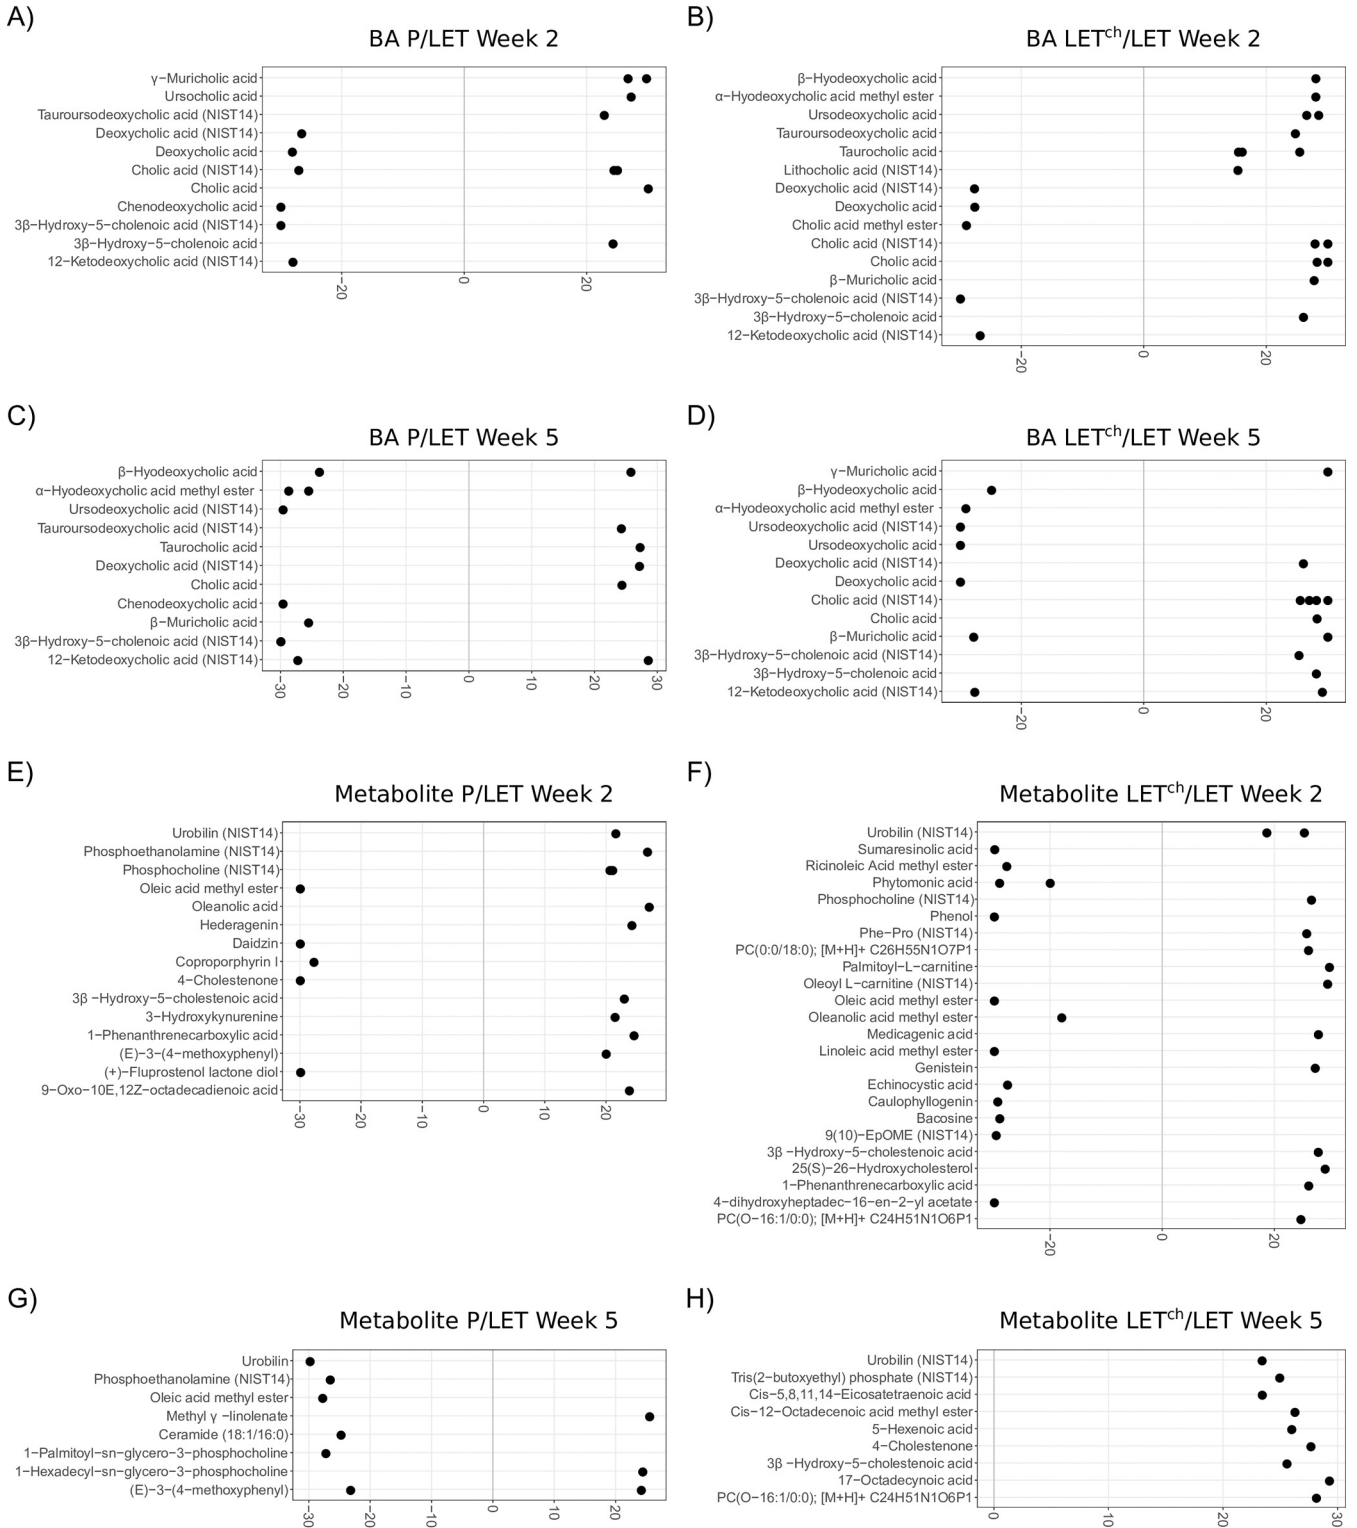 A)
BA P/LET Week 2
γ−Muricholic acid
Ursocholic acid
Tauroursodeoxycholic acid (NIST14)
Deoxycholic acid (NIST14)
Deoxycholic acid
Cholic acid (NIST14)
Cholic acid
Chenodeoxycholic acid
3β−Hydroxy−5−cholenoic acid (NIST14)
3β−Hydroxy−5−cholenoic acid
12−Ketodeoxycholic acid (NIST14)
−20 0 20
B)
BA LETch/LET Week 2
β−Hyodeoxycholic acid
α−Hyodeoxycholic acid methyl ester
Ursodeoxycholic acid
Tauroursodeoxycholic acid
Taurocholic acid
Lithocholic acid (NIST14)
Deoxycholic acid (NIST14)
Deoxycholic acid
Cholic acid methyl ester
Cholic acid (NIST14)
Cholic acid
β−Muricholic acid
3β−Hydroxy−5−cholenoic acid (NIST14)
3β−Hydroxy−5−cholenoic acid
12−Ketodeoxycholic acid (NIST14)
−20 0 20
C)
BA P/LET Week 5
β−Hyodeoxycholic acid
α−Hyodeoxycholic acid methyl ester
Ursodeoxycholic acid (NIST14)
Tauroursodeoxycholic acid (NIST14)
Taurocholic acid
Deoxycholic acid (NIST14)
Cholic acid
Chenodeoxycholic acid
β−Muricholic acid
3β−Hydroxy−5−cholenoic acid (NIST14)
12−Ketodeoxycholic acid (NIST14)
−30 −20 −10 0 10 20 30
D)
BA LETch/LET Week 5
γ−Muricholic acid
β−Hyodeoxycholic acid
α−Hyodeoxycholic acid methyl ester
Ursodeoxycholic acid (NIST14)
Ursodeoxycholic acid
Deoxycholic acid (NIST14)
Deoxycholic acid
Cholic acid (NIST14)
Cholic acid
β−Muricholic acid
3β−Hydroxy−5−cholenoic acid (NIST14)
3β−Hydroxy−5−cholenoic acid
12−Ketodeoxycholic acid (NIST14)
−20 0 20
E)
Metabolite P/LET Week 2
Urobilin (NIST14)
Phosphoethanolamine (NIST14)
Phosphocholine (NIST14)
Oleic acid methyl ester
Oleanolic acid
Hederagenin
Daidzin
Coproporphyrin I
4−Cholestenone
3β −Hydroxy−5−cholestenoic acid
3−Hydroxykynurenine
1−Phenanthrenecarboxylic acid
(E)−3−(4−methoxyphenyl)
(+)−Fluprostenol lactone diol
9−Oxo−10E,12Z−octadecadienoic acid
−30 −20 −10 0 10 20
F)
Metabolite LETch/LET Week 2
Urobilin (NIST14)
Sumaresinolic acid
Ricinoleic Acid methyl ester
Phytomonic acid
Phosphocholine (NIST14)
Phenol
Phe−Pro (NIST14)
PC(0:0/18:0); [M+H]+ C26H55N1O7P1
Palmitoyl−L−carnitine
Oleoyl L−carnitine (NIST14)
Oleic acid methyl ester
Oleanolic acid methyl ester
Medicagenic acid
Linoleic acid methyl ester
Genistein
Echinocystic acid
Caulophyllogenin
Bacosine
9(10)−EpOME (NIST14)
3β −Hydroxy−5−cholestenoic acid
25(S)−26−Hydroxycholesterol
1−Phenanthrenecarboxylic acid
4−dihydroxyheptadec−16−en−2−yl acetate
PC(O−16:1/0:0); [M+H]+ C24H51N1O6P1
−20 0 20
G)
Metabolite P/LET Week 5
Urobilin
Phosphoethanolamine (NIST14)
Oleic acid methyl ester
Methyl γ −linolenate
Ceramide (18:1/16:0)
1−Palmitoyl−sn−glycero−3−phosphocholine
1−Hexadecyl−sn−glycero−3−phosphocholine
(E)−3−(4−methoxyphenyl)
−30 −20 −10 0 10 20
H)
Metabolite LETch/LET Week 5
Urobilin (NIST14)
Tris(2−butoxyethyl) phosphate (NIST14)
Cis−5,8,11,14−Eicosatetraenoic acid
Cis−12−Octadecenoic acid methyl ester
5−Hexenoic acid
4−Cholestenone
3β −Hydroxy−5−cholestenoic acid
17−Octadecynoic acid
PC(O−16:1/0:0); [M+H]+ C24H51N1O6P1
0 10 20 30